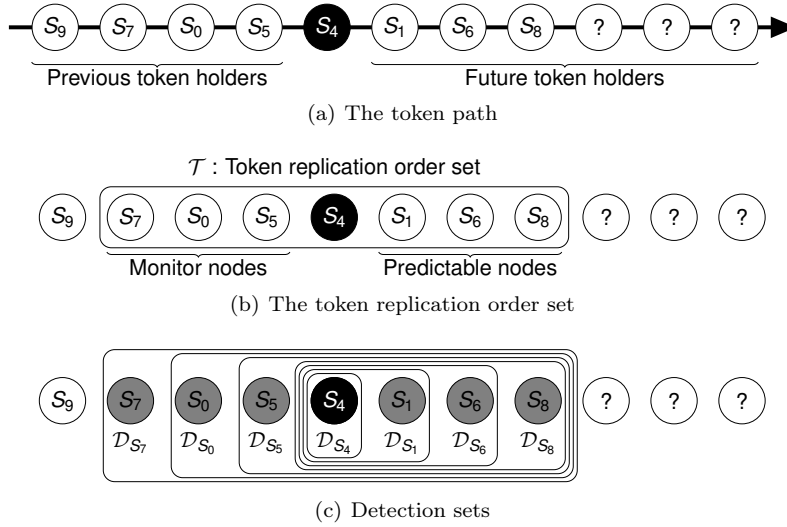 S9 S7 S0 S5 S4 S1 S6 S8 ? ? ?
Previous token holders Future token holders
(a) The token path
𝒯 : Token replication order set
S9 S7 S0 S5 S4 S1 S6 S8 ? ? ?
Monitor nodes Predictable nodes
(b) The token replication order set
S9 S7 S0 S5 S4 S1 S6 S8 ? ? ?
𝒟S7 𝒟S0 𝒟S5 𝒟S4 𝒟S1 𝒟S6 𝒟S8
(c) Detection sets